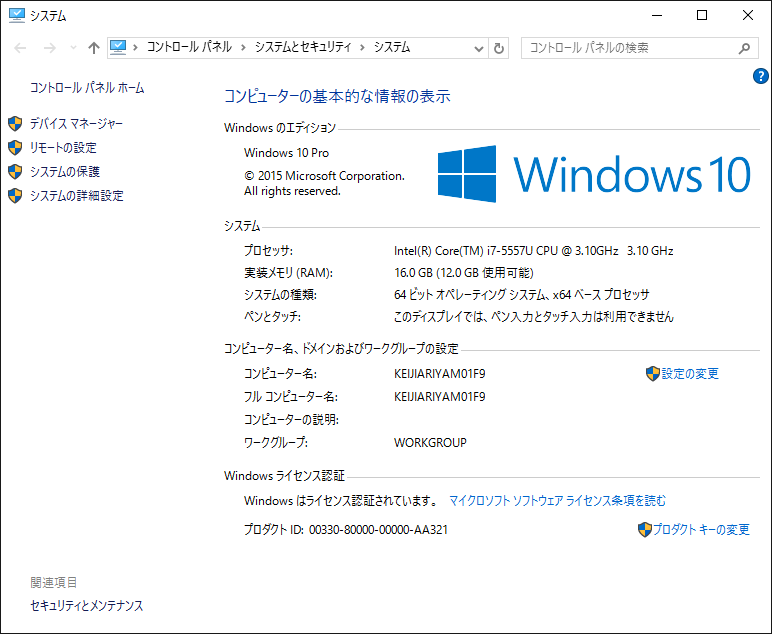 システム
コントロール パネル › システムとセキュリティ › システム
コントロール パネルの検索
コントロール パネル ホーム
デバイス マネージャー
リモートの設定
システムの保護
システムの詳細設定
コンピューターの基本的な情報の表示
Windows のエディション
Windows 10 Pro
© 2015 Microsoft Corporation.
All rights reserved.
Windows 10
システム
プロセッサ: Intel(R) Core(TM) i7-5557U CPU @ 3.10GHz 3.10 GHz
実装メモリ (RAM): 16.0 GB (12.0 GB 使用可能)
システムの種類: 64 ビット オペレーティング システム、x64 ベース プロセッサ
ペンとタッチ: このディスプレイでは、ペン入力とタッチ入力は利用できません
コンピューター名、ドメインおよびワークグループの設定
コンピューター名: KEIJIARIYAM01F9 設定の変更
フル コンピューター名: KEIJIARIYAM01F9
コンピューターの説明:
ワークグループ: WORKGROUP
Windows ライセンス認証
Windows はライセンス認証されています。 マイクロソフト ソフトウェア ライセンス条項を読む
プロダクト ID: 00330-80000-00000-AA321 プロダクト キーの変更
関連項目
セキュリティとメンテナンス